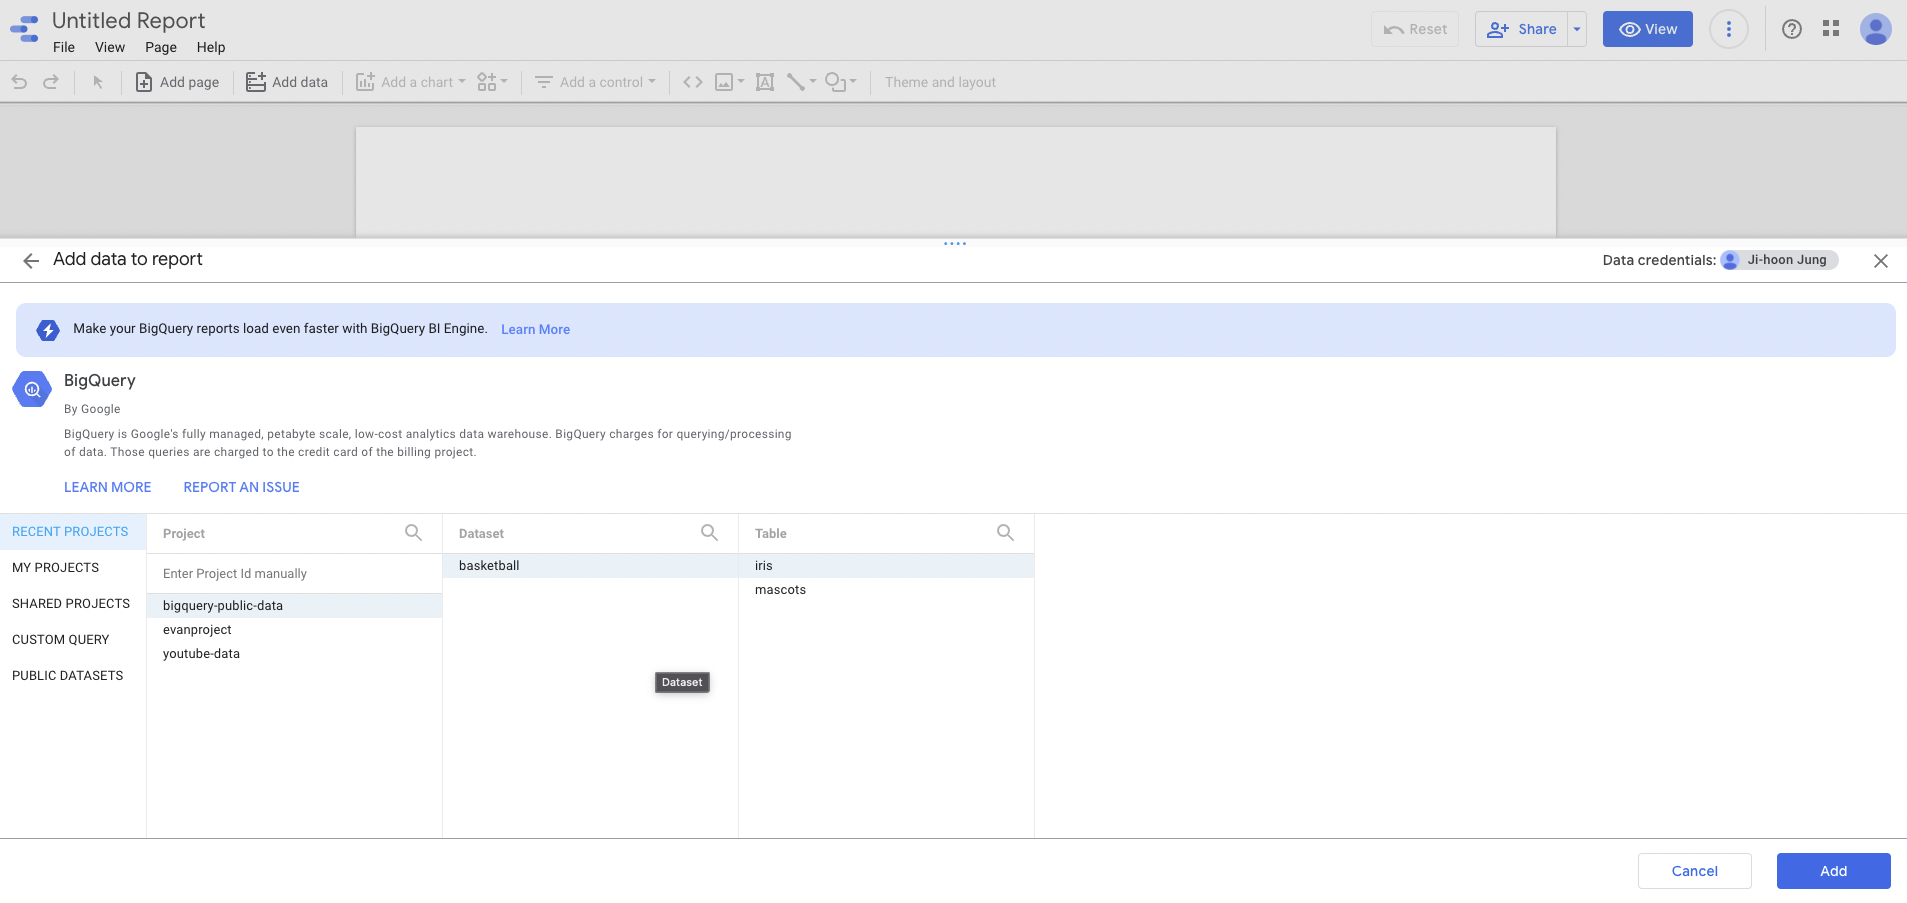 Untitled Report
File View Page Help
Reset Share View
Add page Add data Add a chart Add a control Theme and layout
Add data to report
Data credentials: Ji-hoon Jung
Make your BigQuery reports load even faster with BigQuery BI Engine. Learn More
BigQuery
By Google
BigQuery is Google's fully managed, petabyte scale, low-cost analytics data warehouse. BigQuery charges for querying/processing
of data. Those queries are charged to the credit card of the billing project.
LEARN MORE REPORT AN ISSUE
RECENT PROJECTS
MY PROJECTS
SHARED PROJECTS
CUSTOM QUERY
PUBLIC DATASETS
Project
Enter Project Id manually
bigquery-public-data
evanproject
youtube-data
Dataset
basketball
Dataset
Table
iris
mascots
Cancel Add